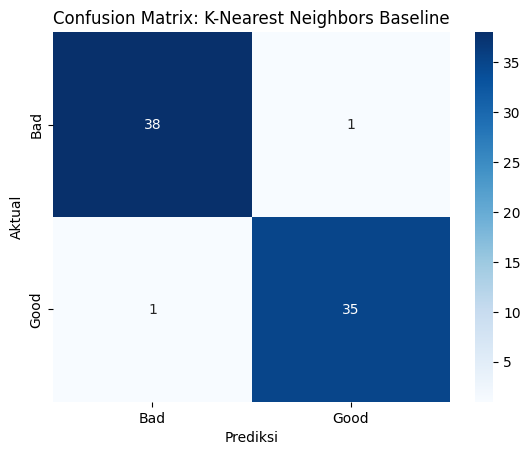 Confusion Matrix: K-Nearest Neighbors Baseline
Bad
38
1
Good
1
35
Aktual
Bad
Good
Prediksi
35
30
25
20
15
10
5